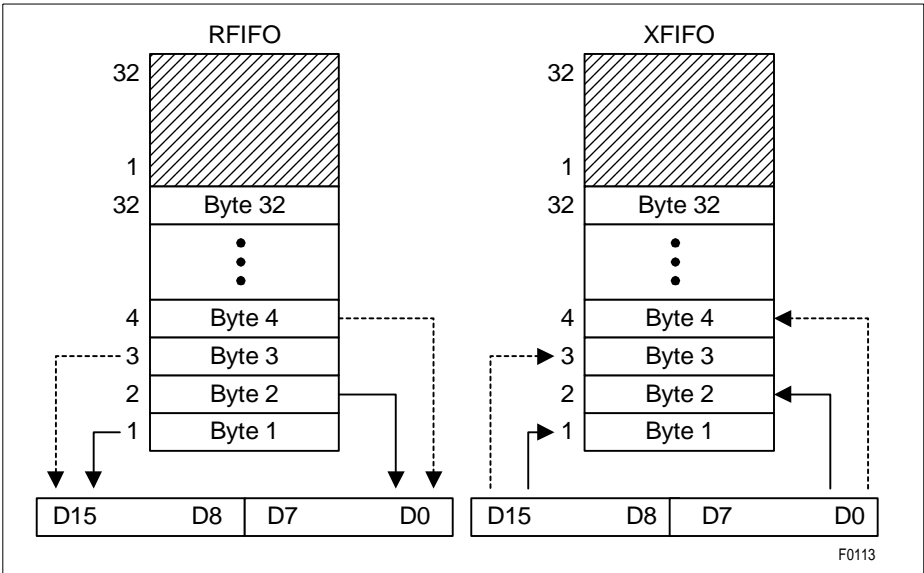 RFIFO XFIFO
32 32
1 1
32 Byte 32 32 Byte 32
4 Byte 4 4 Byte 4
3 Byte 3 3 Byte 3
2 Byte 2 2 Byte 2
1 Byte 1 1 Byte 1
D15 D8 D7 D0 D15 D8 D7 D0
F0113